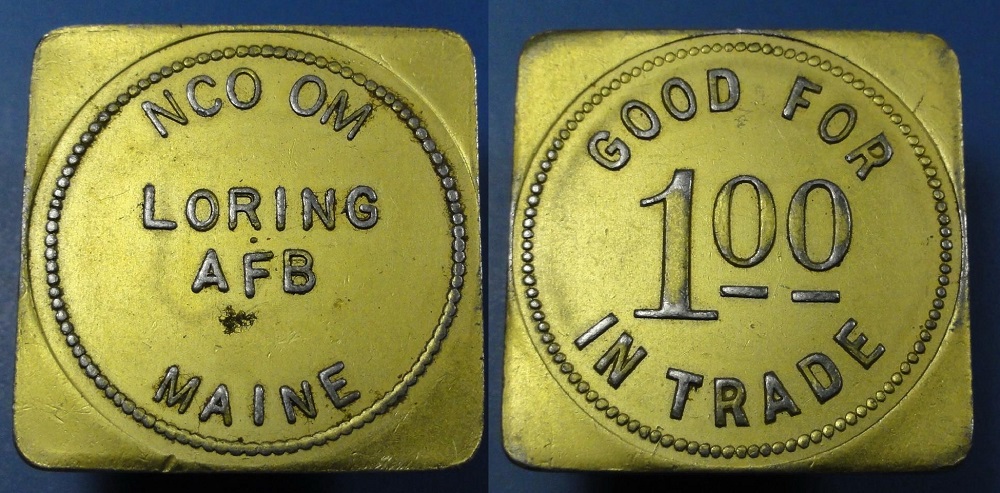 NCO OM
LORING
AFB
MAINE
GOOD FOR
100
IN TRADE